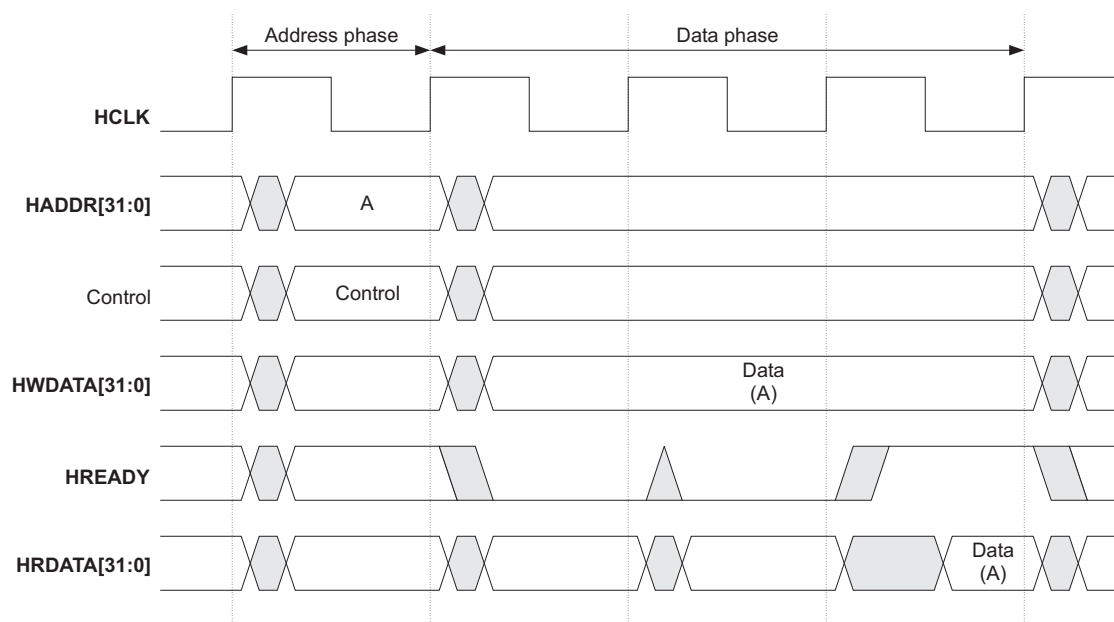 Address phase
Data phase
HCLK
HADDR[31:0]
A
Control
Control
HWDATA[31:0]
Data
(A)
HREADY
HRDATA[31:0]
Data
(A)